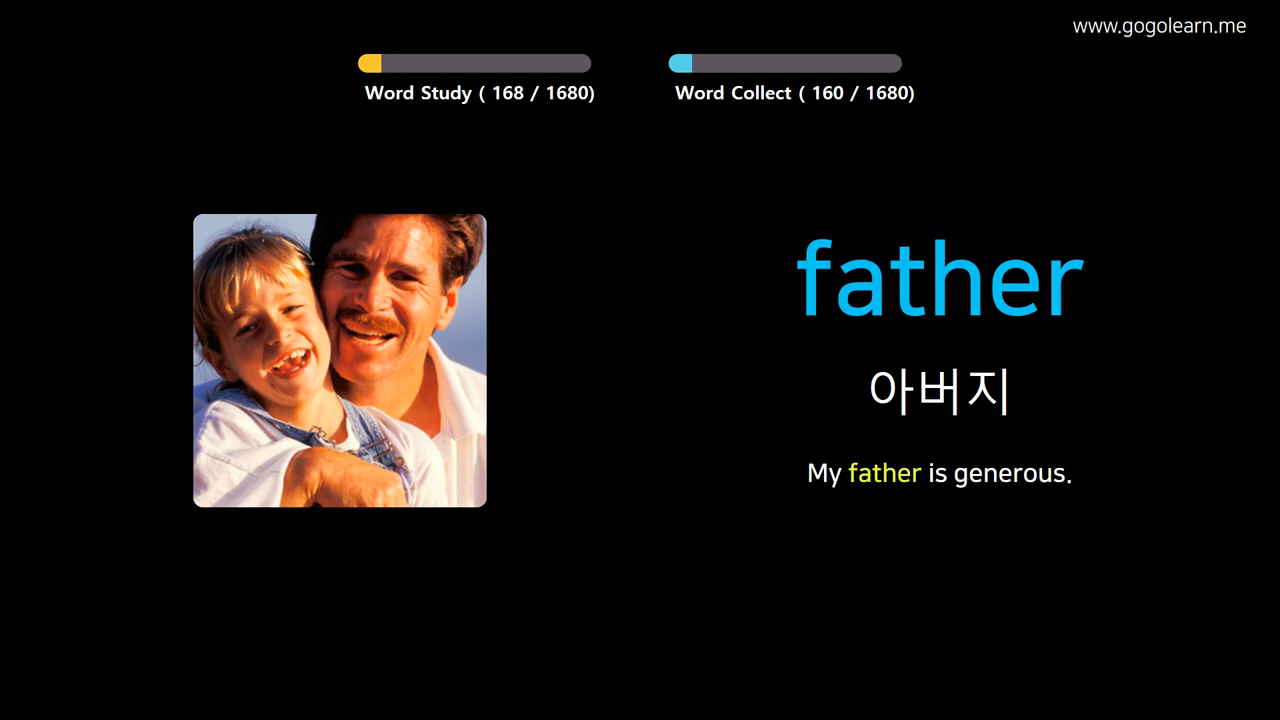 www.gogolearn.me
Word Study ( 168 / 1680)
Word Collect ( 160 / 1680)
father
아버지
My father is generous.